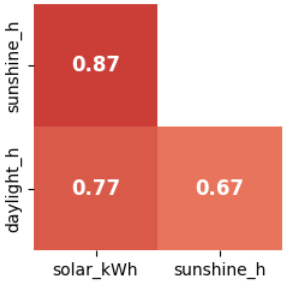 sunshine_h
0.87
daylight_h
0.77 0.67
solar_kWh sunshine_h